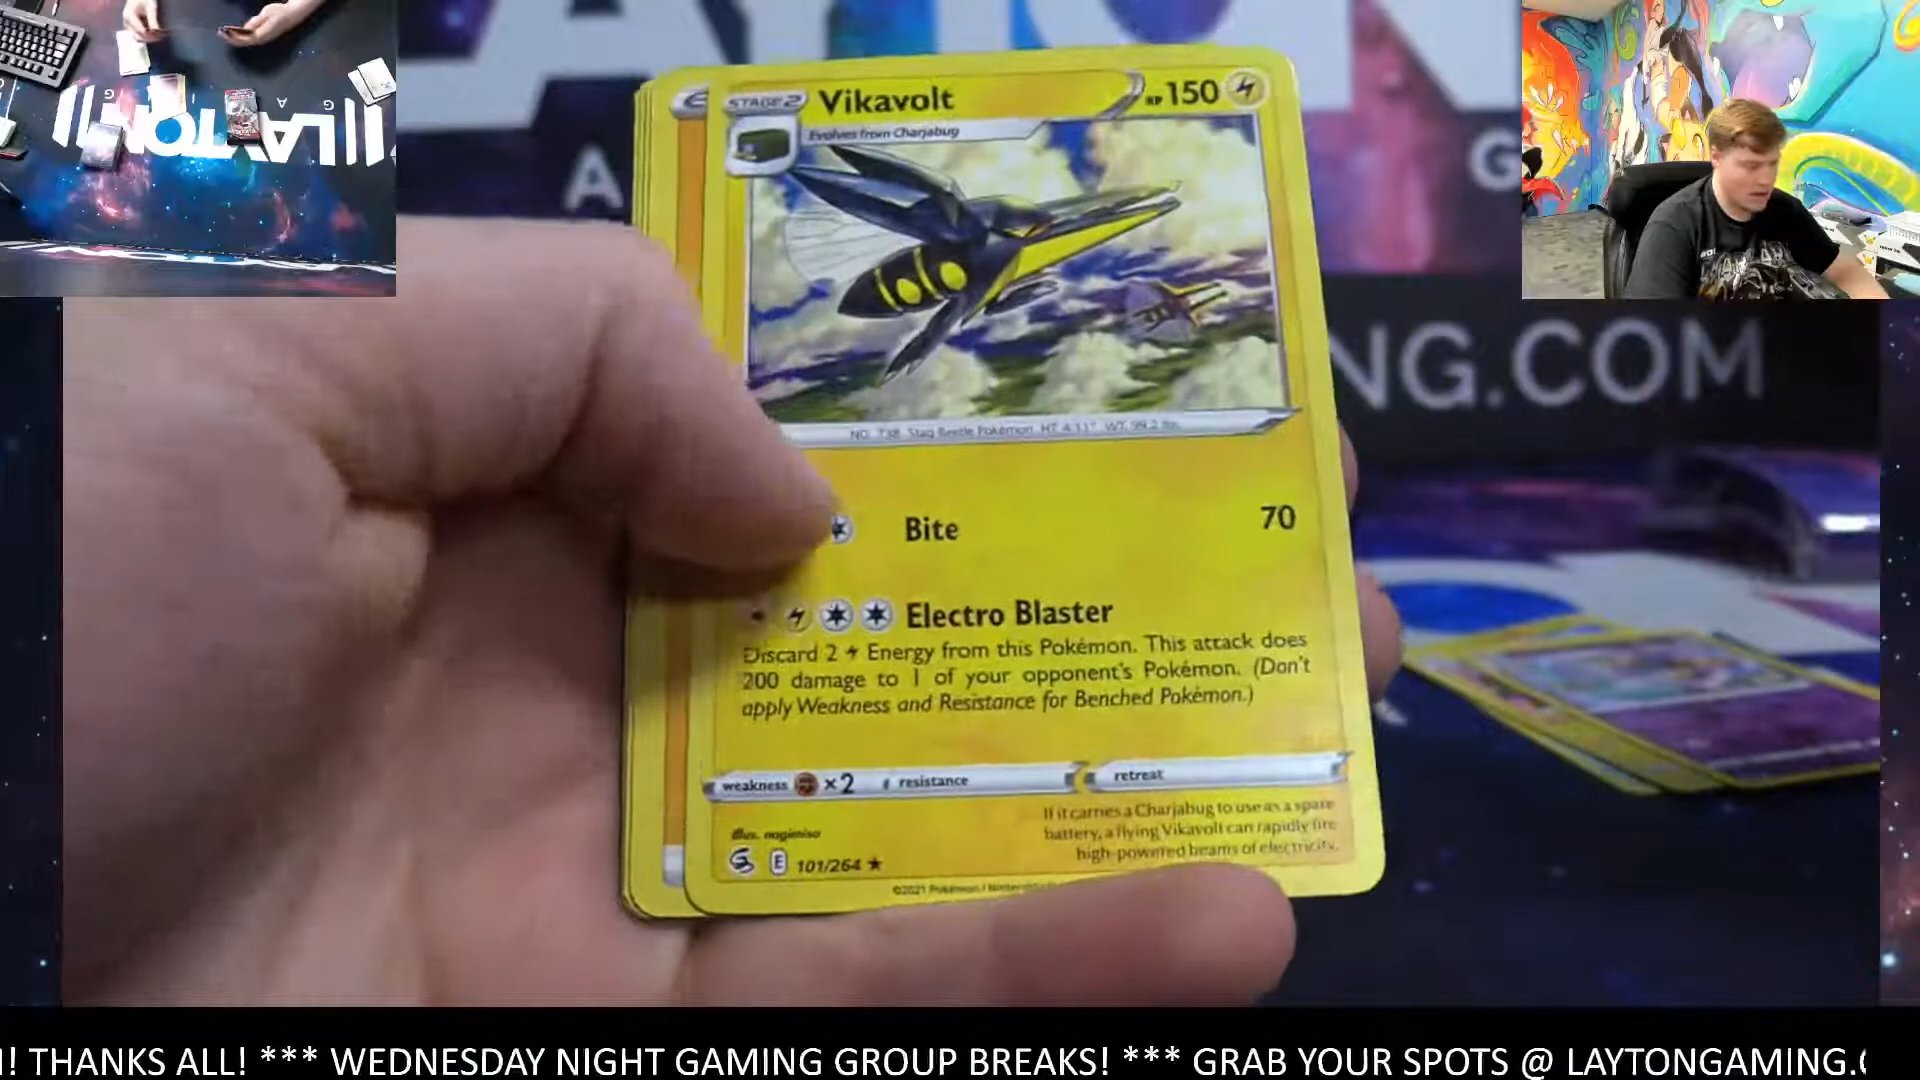 STAGE 2 Vikavolt HP 150
Evolves from Charjabug
NO. 738 Stag Beetle Pokémon HT 4'11" WT 99.2 lbs.
Bite 70
Electro Blaster
Discard 2 Energy from this Pokémon. This attack does
200 damage to 1 of your opponent's Pokémon. (Don't
apply Weakness and Resistance for Benched Pokémon.)
weakness ×2 resistance retreat
If it carries a Charjabug to use as a spare
battery, a flying Vikavolt can rapidly fire
high-powered beams of electricity.
Illus. nagimiso
E 101/264
©2021 Pokémon / Nintendo
A
G
NG.COM
LAYTON
G A
! THANKS ALL! *** WEDNESDAY NIGHT GAMING GROUP BREAKS! *** GRAB YOUR SPOTS @ LAYTONGAMING.